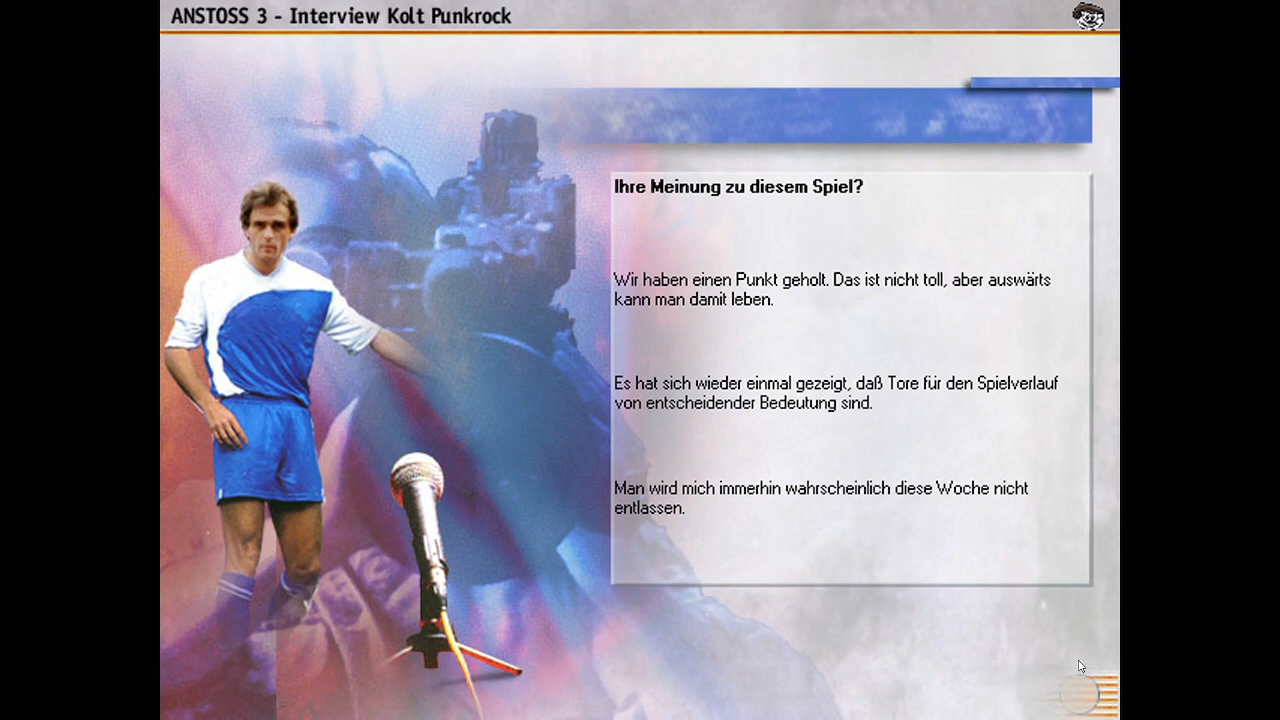 ANSTOSS 3 - Interview Kolt Punkrock
Ihre Meinung zu diesem Spiel?
Wir haben einen Punkt geholt. Das ist nicht toll, aber auswärts
kann man damit leben.
Es hat sich wieder einmal gezeigt, daß Tore für den Spielverlauf
von entscheidender Bedeutung sind.
Man wird mich immerhin wahrscheinlich diese Woche nicht
entlassen.